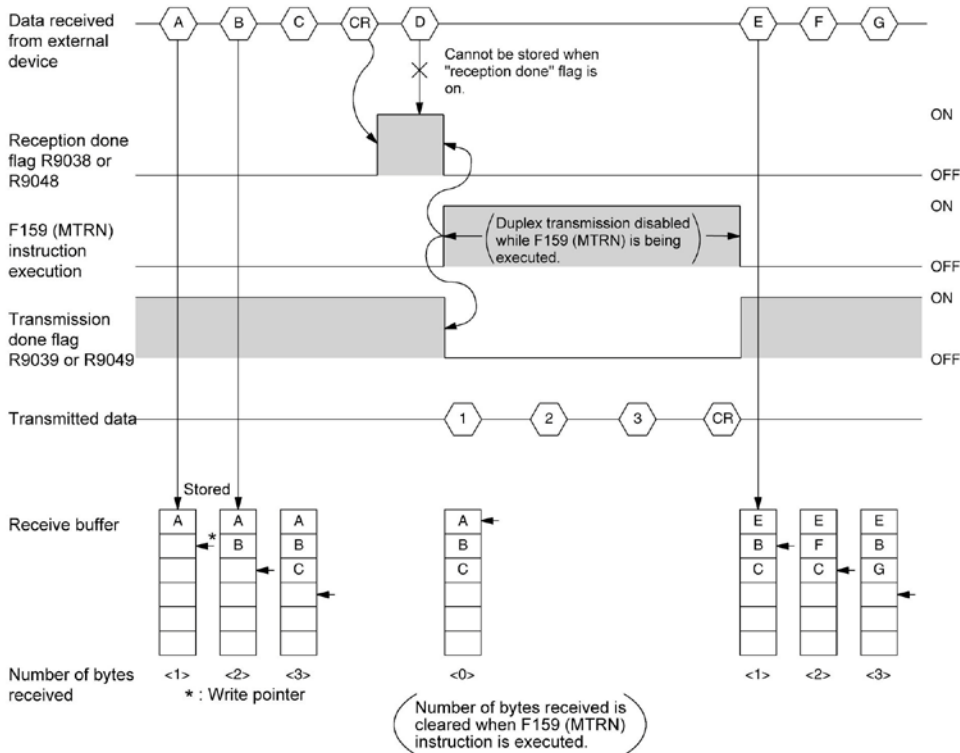 Data received
from external
device
A B C CR D E F G
Cannot be stored when
"reception done" flag is
on.
Reception done
flag R9038 or
R9048
ON
OFF
F159 (MTRN)
instruction
execution
Duplex transmission disabled
while F159 (MTRN) is being
executed.
ON
OFF
Transmission
done flag
R9039 or R9049
ON
OFF
Transmitted data
1 2 3 CR
Stored
Receive buffer
A A A A E E E
* B B B B F B
C C C C G
Number of bytes
received
<1> <2> <3> <0> <1> <2> <3>
* : Write pointer
(Number of bytes received is
cleared when F159 (MTRN)
instruction is executed.)